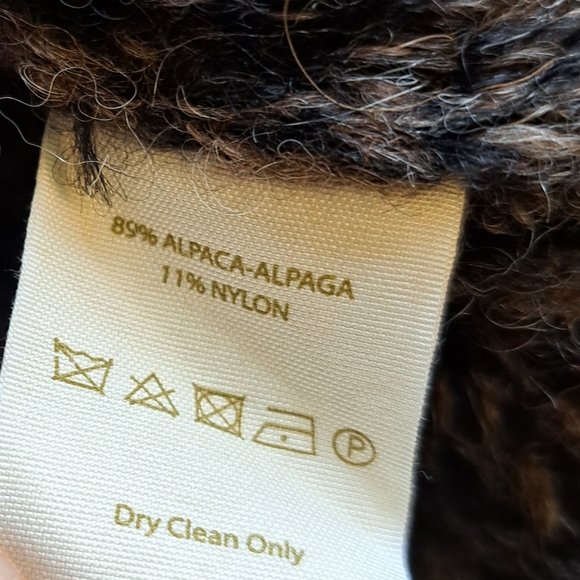 89% ALPACA-ALPAGA
11% NYLON
P
Dry Clean Only